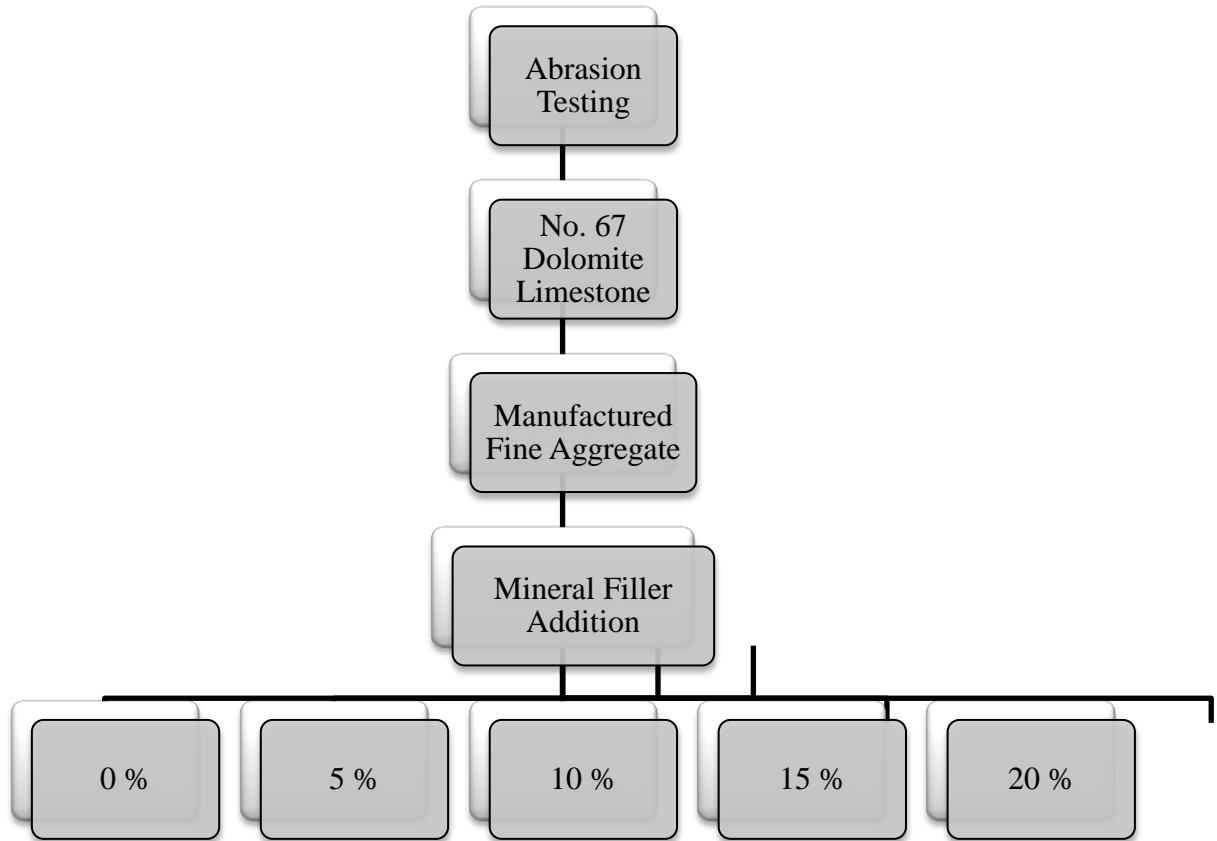 Abrasion
Testing
No. 67
Dolomite
Limestone
Manufactured
Fine Aggregate
Mineral Filler
Addition
0 %
5 %
10 %
15 %
20 %